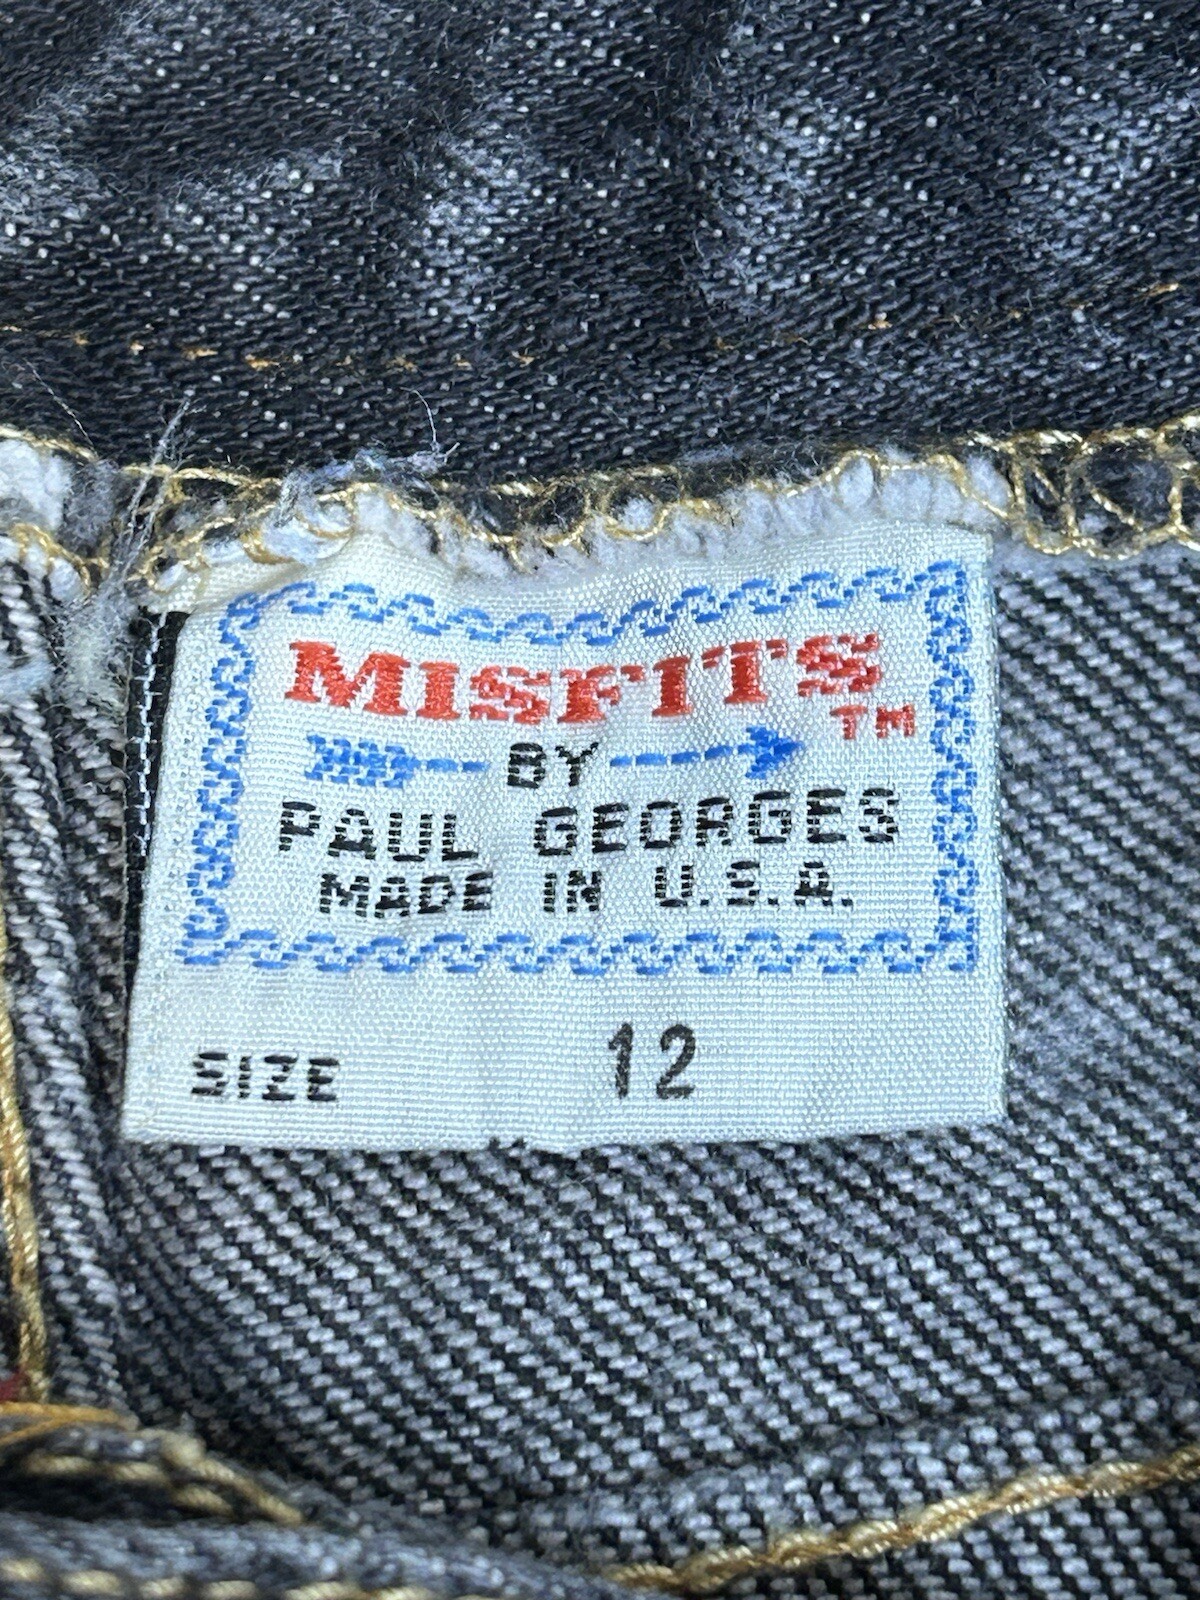 MISFITS TM
BY
PAUL GEORGES
MADE IN U.S.A.
SIZE 12